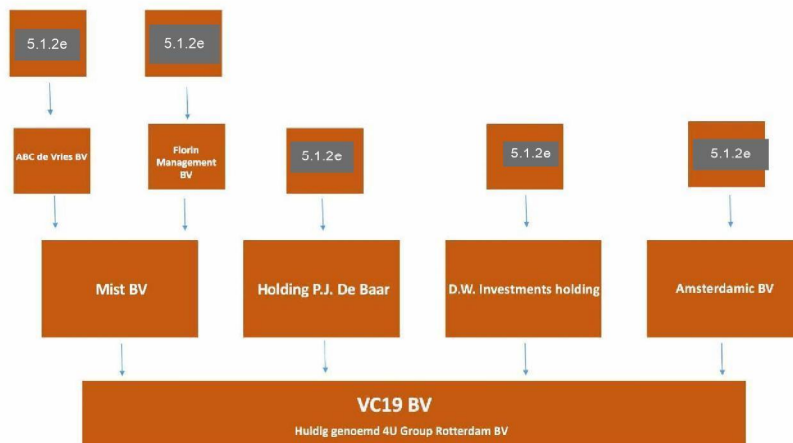 5.1.2e
5.1.2e
ABC de Vries BV
Florin
Management
BV
5.1.2e
5.1.2e
5.1.2e
Mist BV
Holding P.J. De Baar
D.W. Investments holding
Amsterdamic BV
VC19 BV
Huidig genoemd 4U Group Rotterdam BV